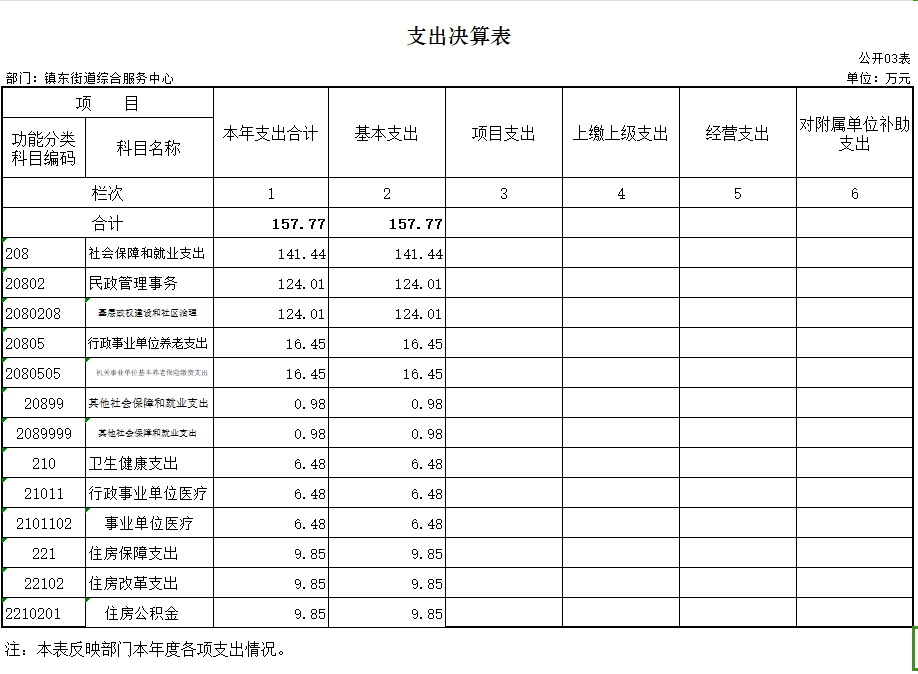 支出决算表
公开03表
部门：镇东街道综合服务中心 单位：万元
项 目 本年支出合计 基本支出 项目支出 上缴上级支出 经营支出 对附属单位补助支出
功能分类科目编码 科目名称
栏次 1 2 3 4 5 6
合计 157.77 157.77
208 社会保障和就业支出 141.44 141.44
20802 民政管理事务 124.01 124.01
2080208 基层政权建设和社区治理 124.01 124.01
20805 行政事业单位养老支出 16.45 16.45
2080505 机关事业单位基本养老保险缴费支出 16.45 16.45
20899 其他社会保障和就业支出 0.98 0.98
2089999 其他社会保障和就业支出 0.98 0.98
210 卫生健康支出 6.48 6.48
21011 行政事业单位医疗 6.48 6.48
2101102 事业单位医疗 6.48 6.48
221 住房保障支出 9.85 9.85
22102 住房改革支出 9.85 9.85
2210201 住房公积金 9.85 9.85
注：本表反映部门本年度各项支出情况。